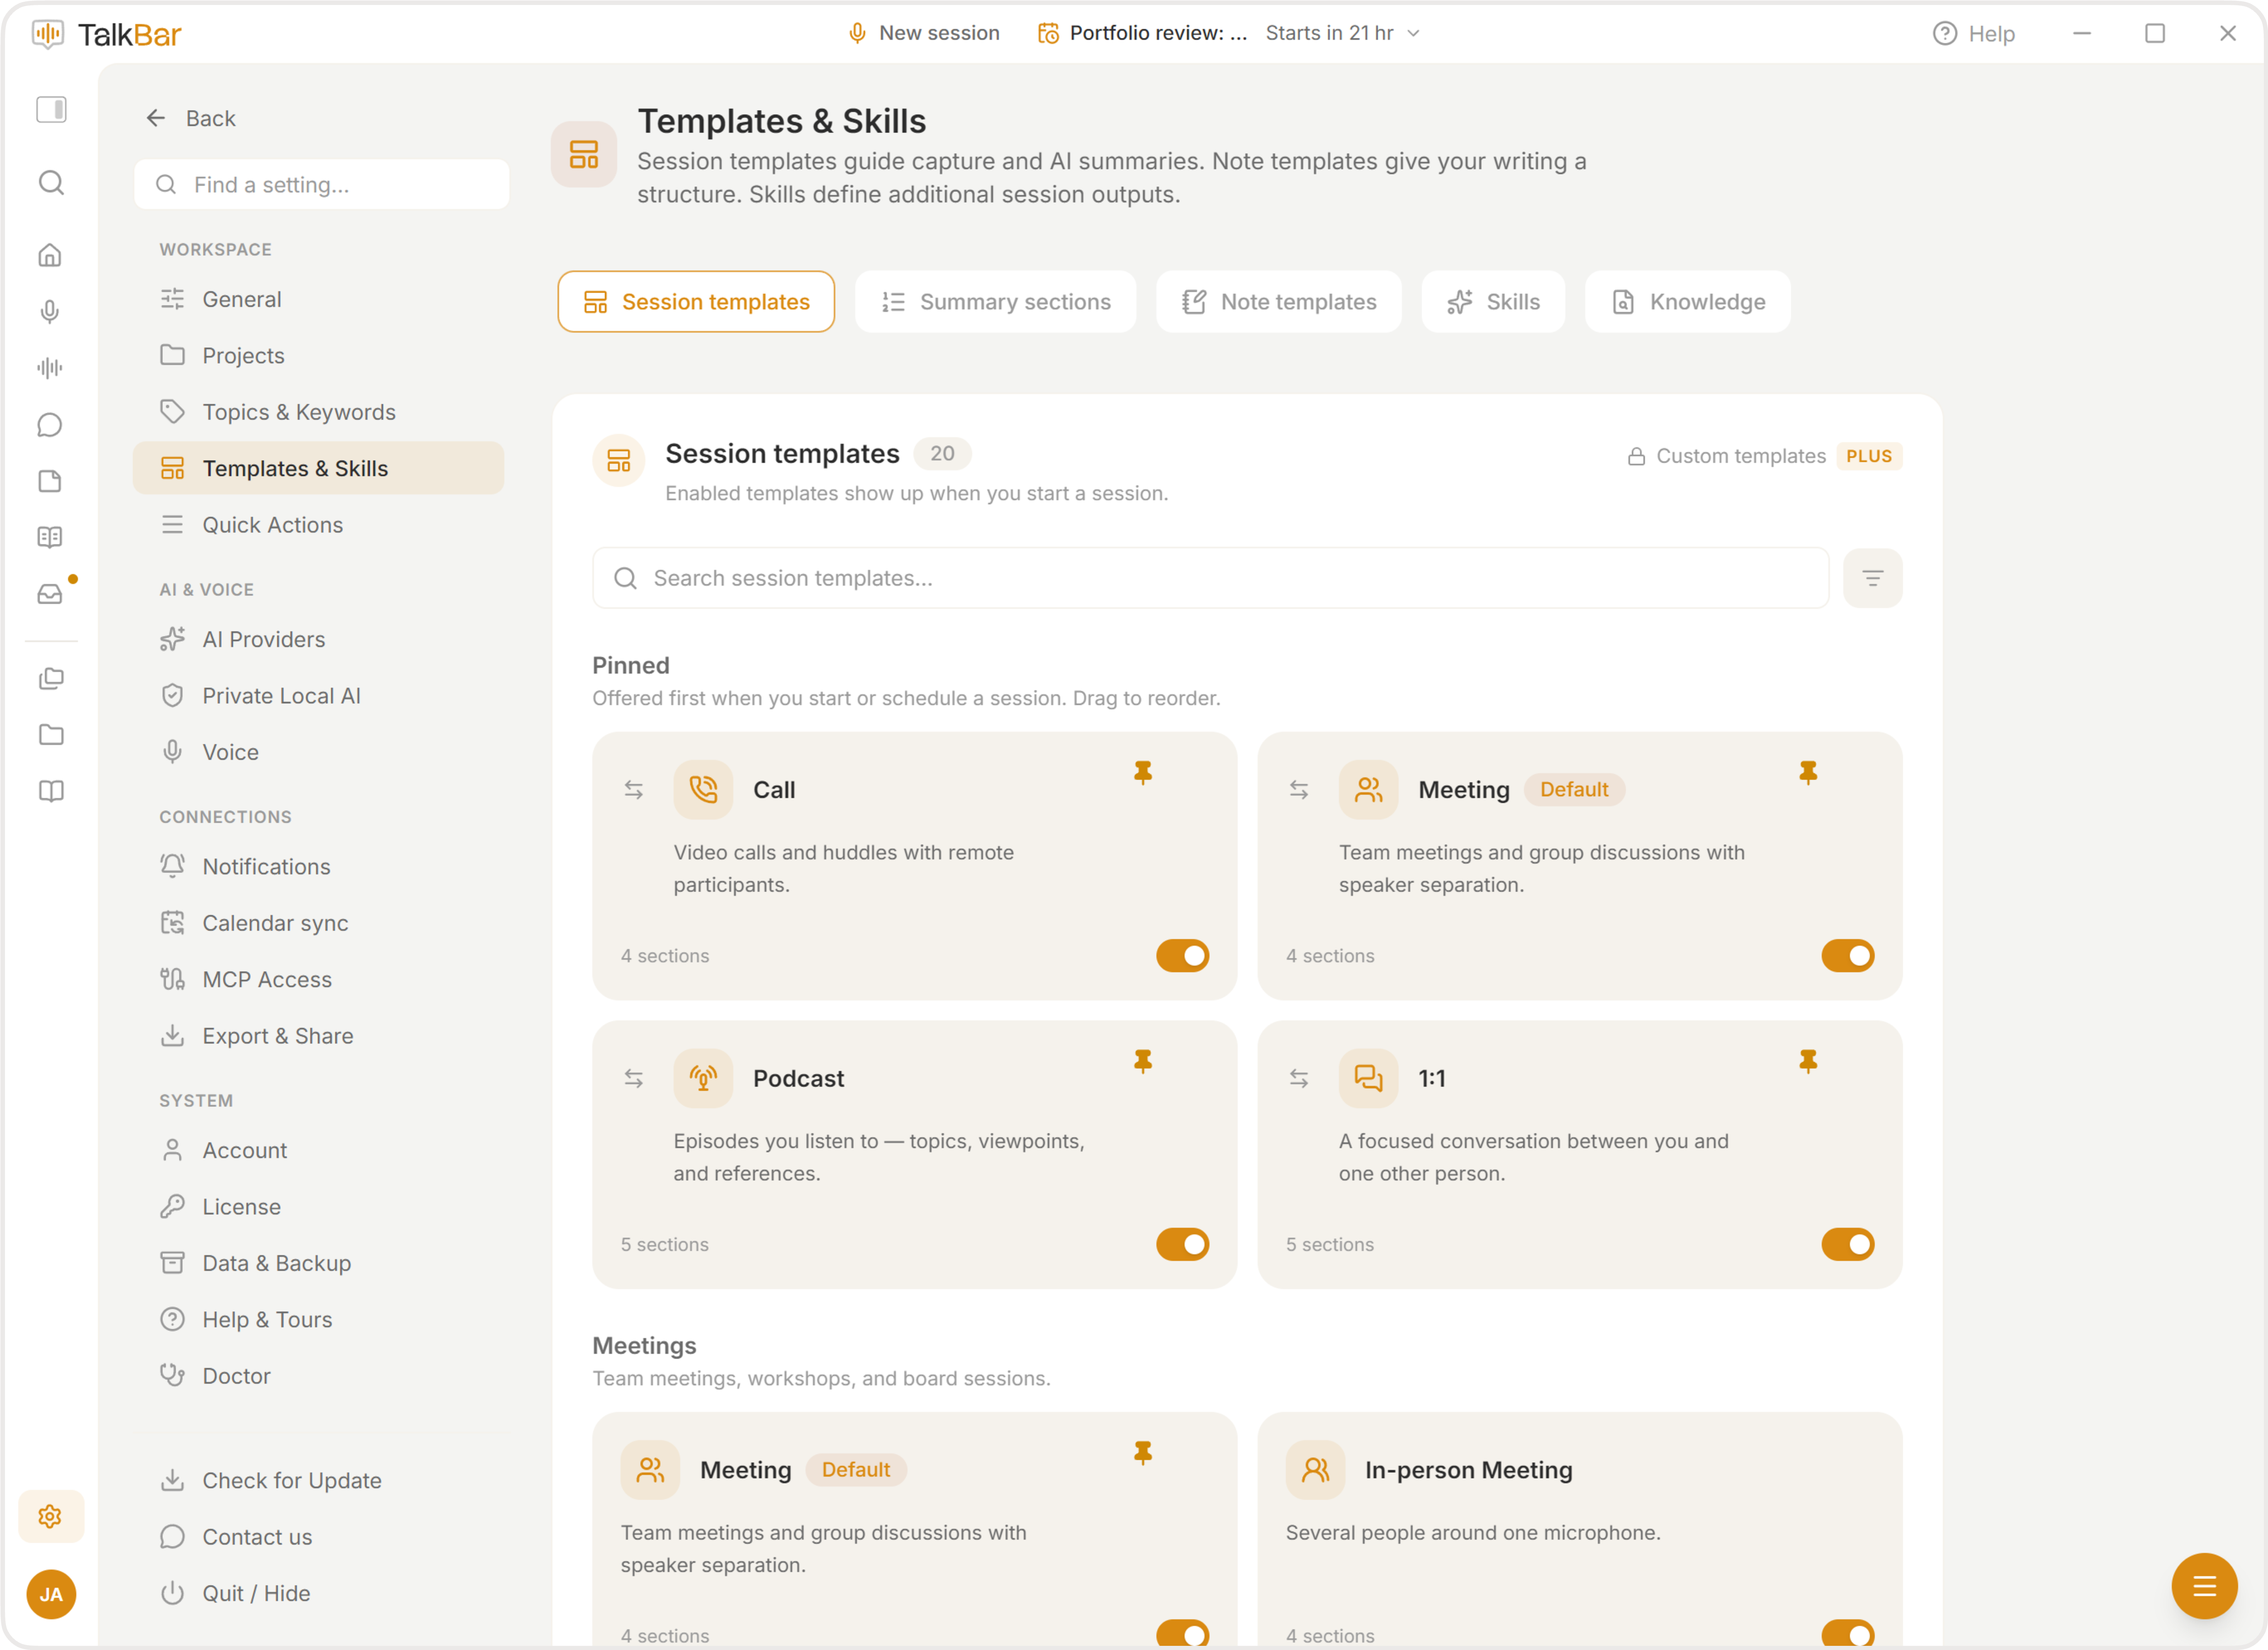 TalkBar
New session
Portfolio review: ...
Starts in 21 hr
Help
Back
Find a setting...
WORKSPACE
General
Projects
Topics & Keywords
Templates & Skills
Quick Actions
AI & VOICE
AI Providers
Private Local AI
Voice
CONNECTIONS
Notifications
Calendar sync
MCP Access
Export & Share
SYSTEM
Account
License
Data & Backup
Help & Tours
Doctor
Check for Update
Contact us
Quit / Hide
JA
Templates & Skills
Session templates guide capture and AI summaries. Note templates give your writing a
structure. Skills define additional session outputs.
Session templates
Summary sections
Note templates
Skills
Knowledge
Session templates 20
Enabled templates show up when you start a session.
Custom templates PLUS
Search session templates...
Pinned
Offered first when you start or schedule a session. Drag to reorder.
Call
Video calls and huddles with remote
participants.
4 sections
Meeting Default
Team meetings and group discussions with
speaker separation.
4 sections
Podcast
Episodes you listen to — topics, viewpoints,
and references.
5 sections
1:1
A focused conversation between you and
one other person.
5 sections
Meetings
Team meetings, workshops, and board sessions.
Meeting Default
Team meetings and group discussions with
speaker separation.
4 sections
In-person Meeting
Several people around one microphone.
4 sections